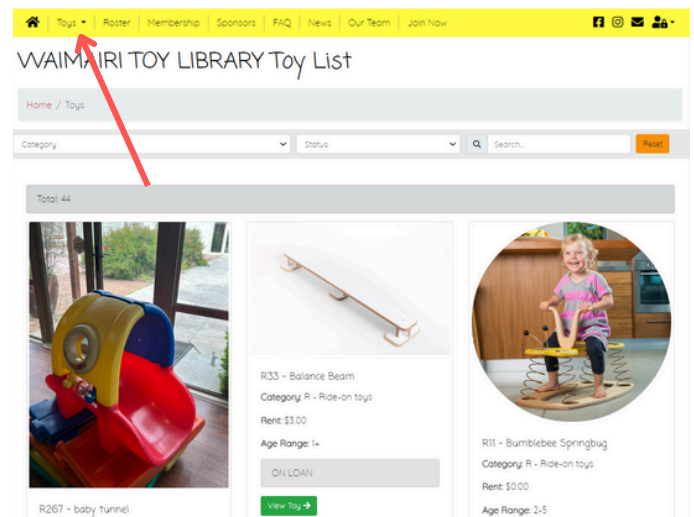 Toys Roster Membership Sponsors FAQ News Our Team Join Now
WAIMAIRI TOY LIBRARY Toy List
Home / Toys
Category Status Search... Reset
Total: 44
R267 - baby tunnel
R33 - Balance Beam
Category: R - Ride-on toys
Rent: $3.00
Age Range: 1+
ON LOAN
View Toy
R11 - Bumblebee Springbug
Category: R - Ride-on toys
Rent: $0.00
Age Range: 2-5